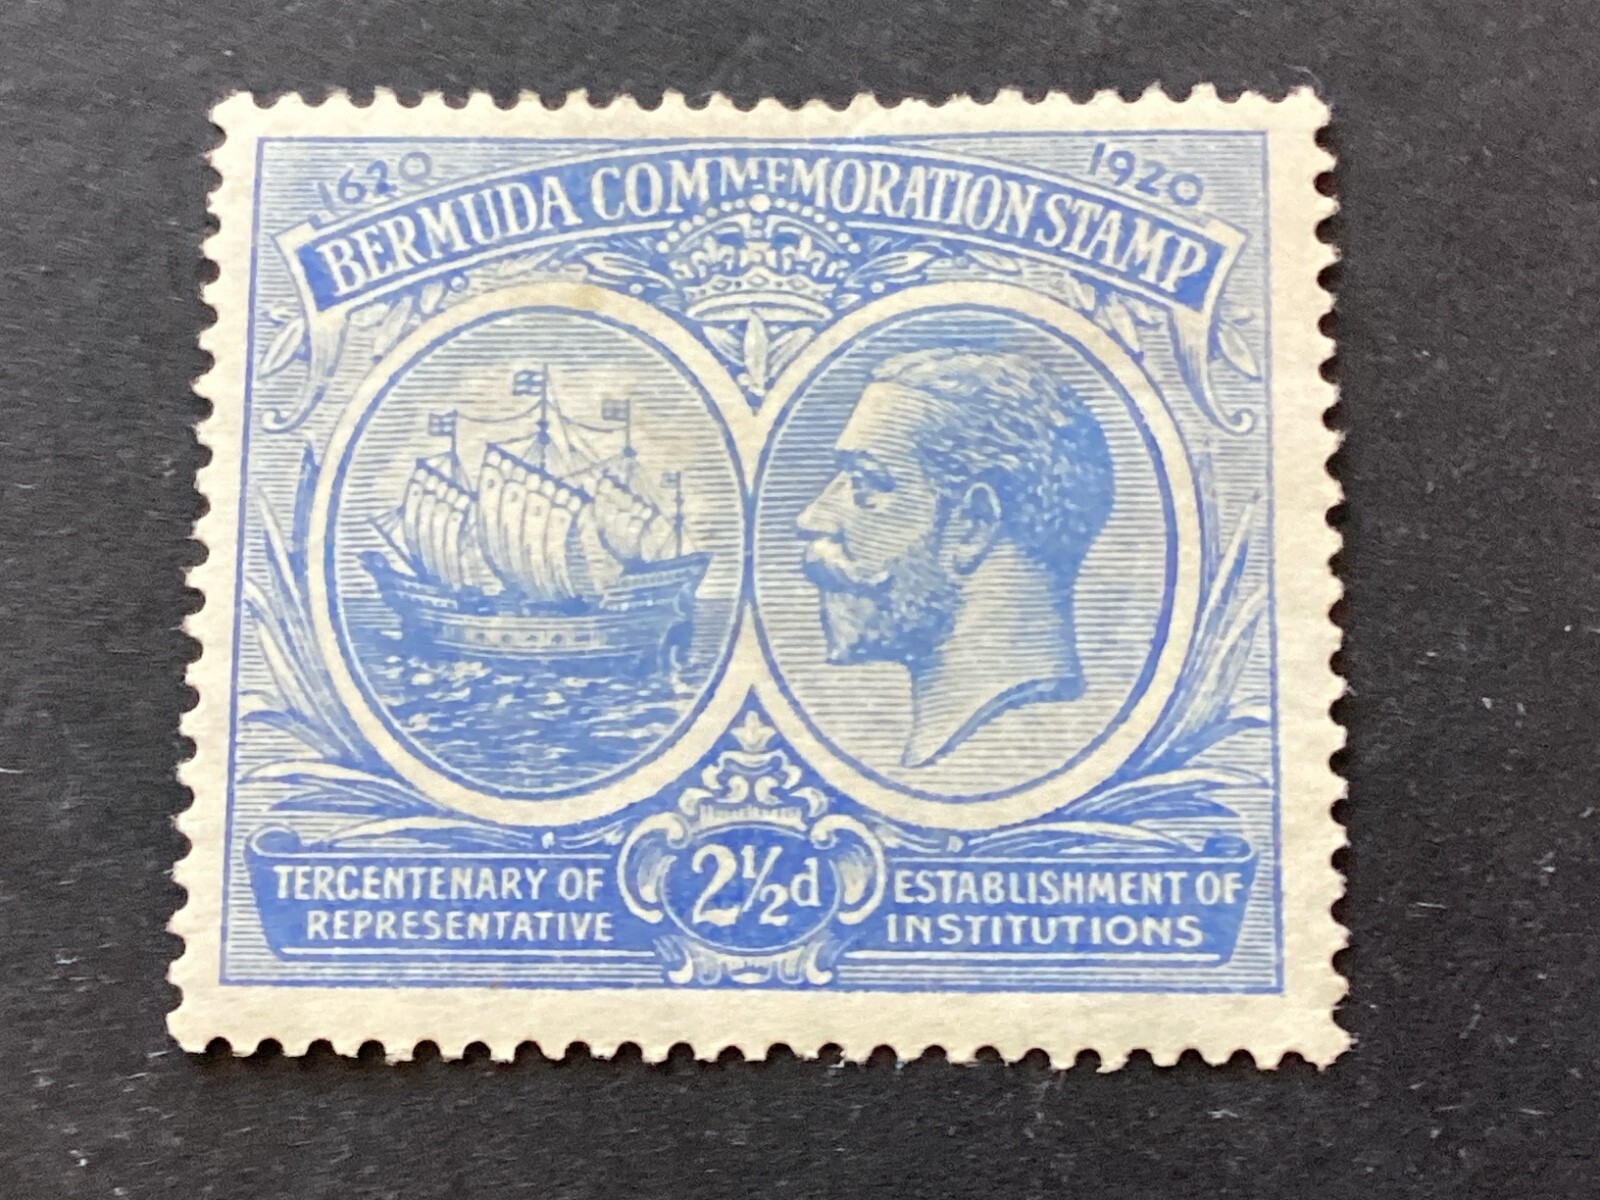 1620 1920
BERMUDA COMMEMORATION STAMP
TERCENTENARY OF
REPRESENTATIVE
2½d
ESTABLISHMENT OF
INSTITUTIONS